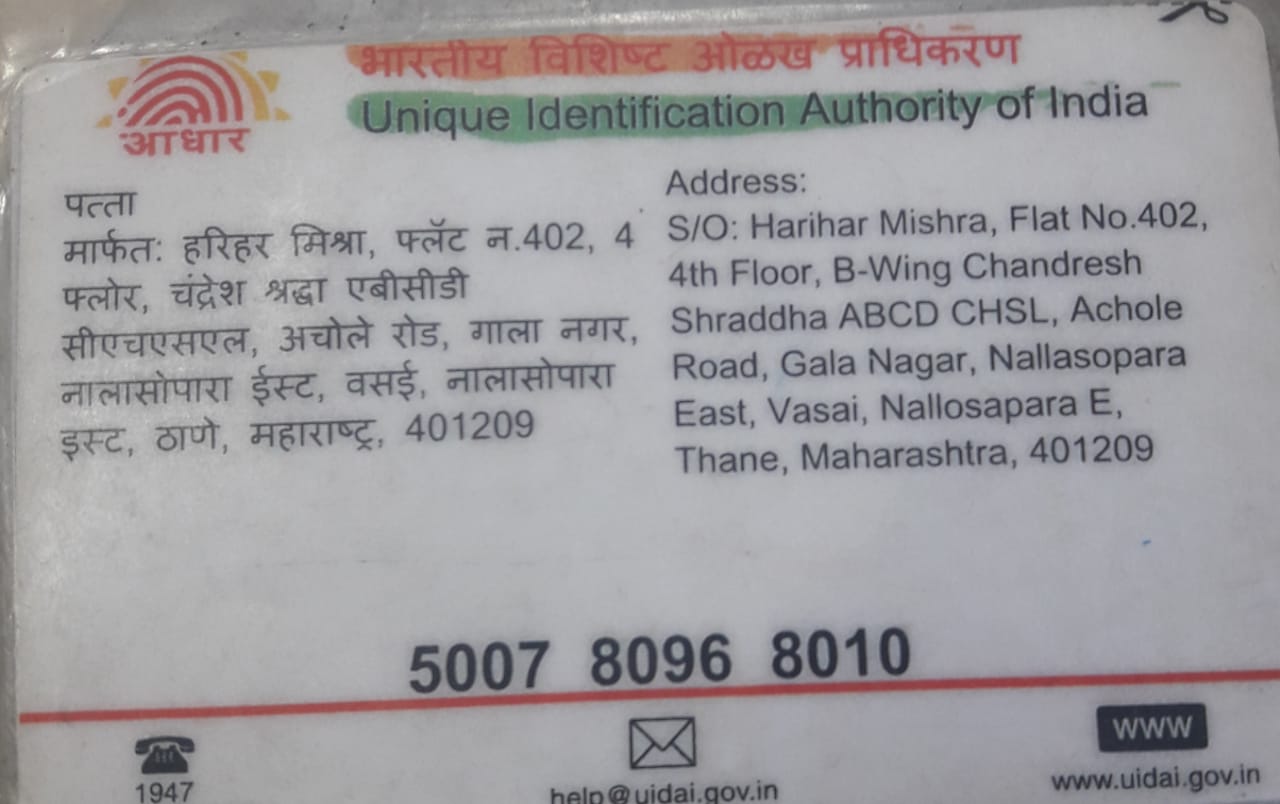 भारतीय विशिष्ट ओळख प्राधिकरण
Unique Identification Authority of India
आधार
पत्ता
मार्फत: हरिहर मिश्रा, फ्लॅट न.402, 4
फ्लोर, चंद्रेश श्रद्धा एबीसीडी
सीएचएसएल, अचोले रोड, गाला नगर,
नालासोपारा ईस्ट, वसई, नालासोपारा
इस्ट, ठाणे, महाराष्ट्र, 401209
Address:
S/O: Harihar Mishra, Flat No.402,
4th Floor, B-Wing Chandresh
Shraddha ABCD CHSL, Achole
Road, Gala Nagar, Nallasopara
East, Vasai, Nallosapara E,
Thane, Maharashtra, 401209
5007 8096 8010
1947
help@uidai.gov.in
WWW
www.uidai.gov.in